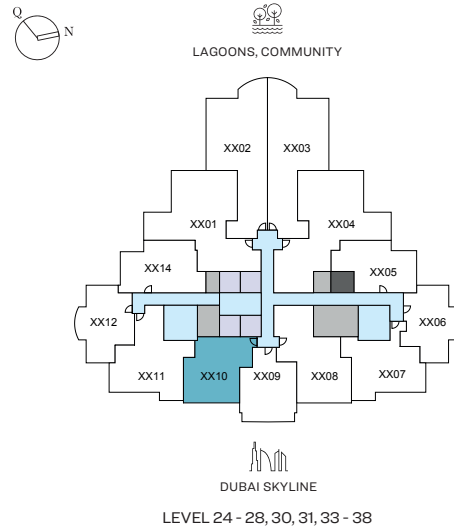 Q
N
LAGOONS, COMMUNITY
XX02
XX03
XX01
XX04
XX14
XX05
XX12
XX06
XX11
XX10
XX09
XX08
XX07
DUBAI SKYLINE
LEVEL 24 - 28, 30, 31, 33 - 38